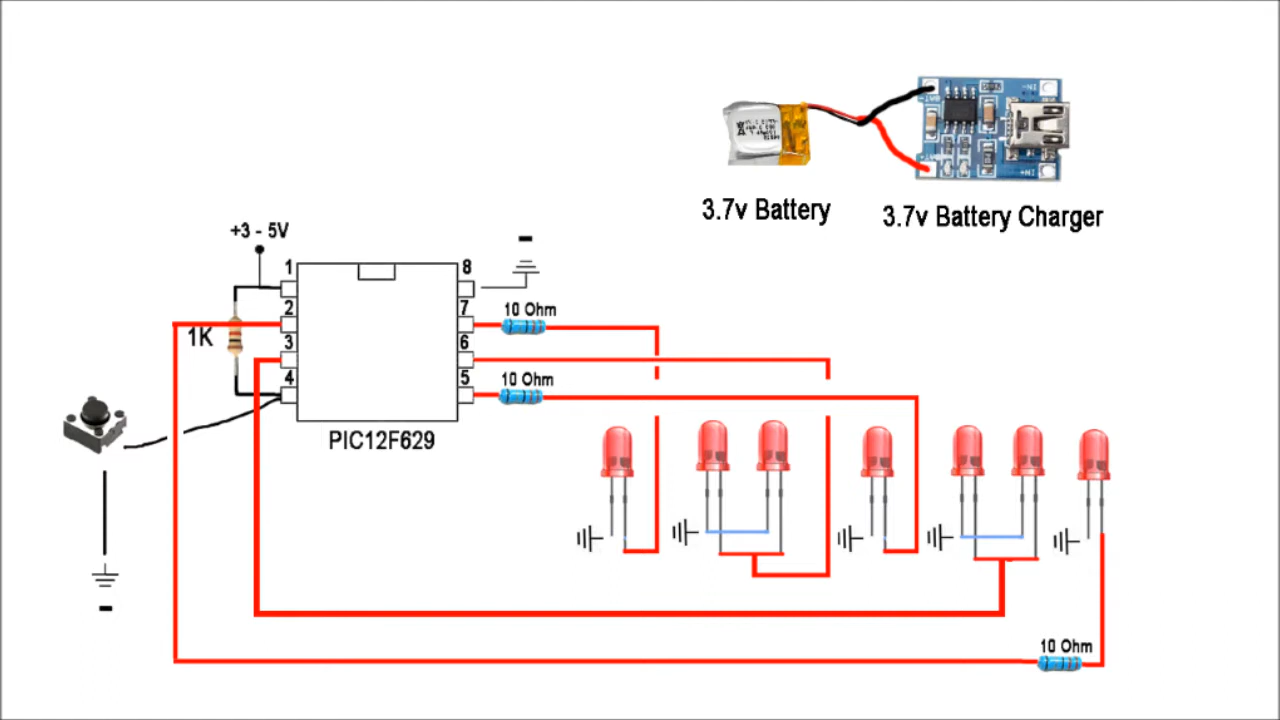 3.7v Battery
3.7v Battery Charger
+3 - 5V
1
8
2
7
10 Ohm
1K
3
6
4
5
10 Ohm
PIC12F629
10 Ohm